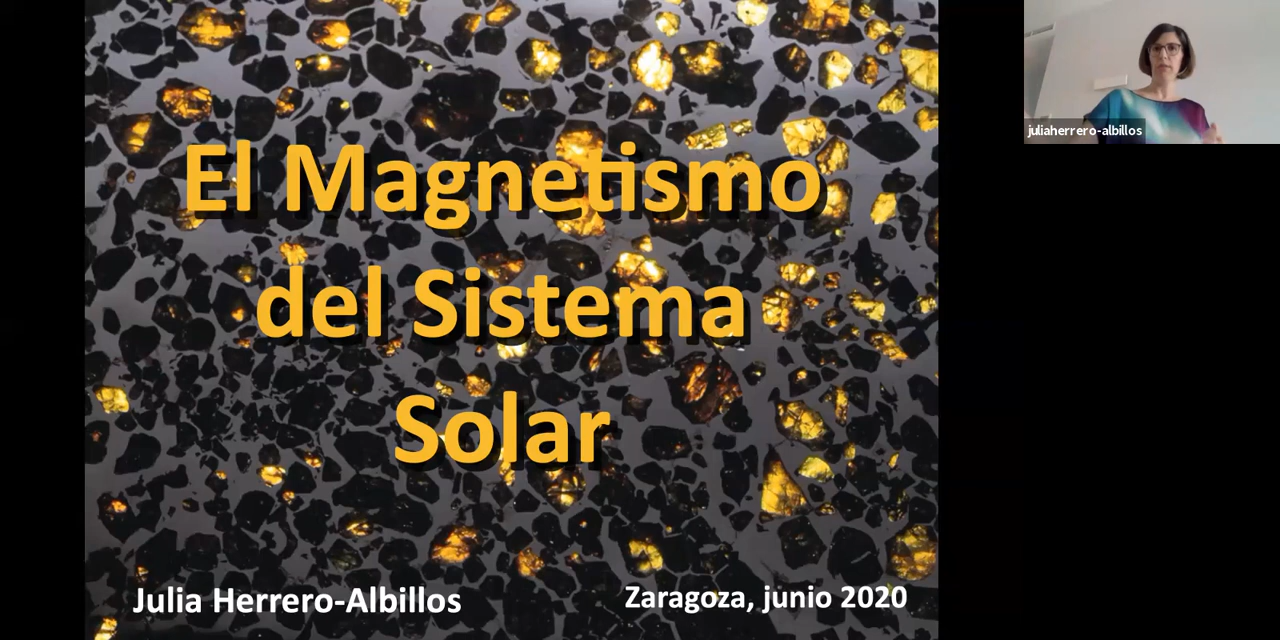 El Magnetismo
del Sistema
Solar
Julia Herrero-Albillos
Zaragoza, junio 2020
juliaherrero-albillos